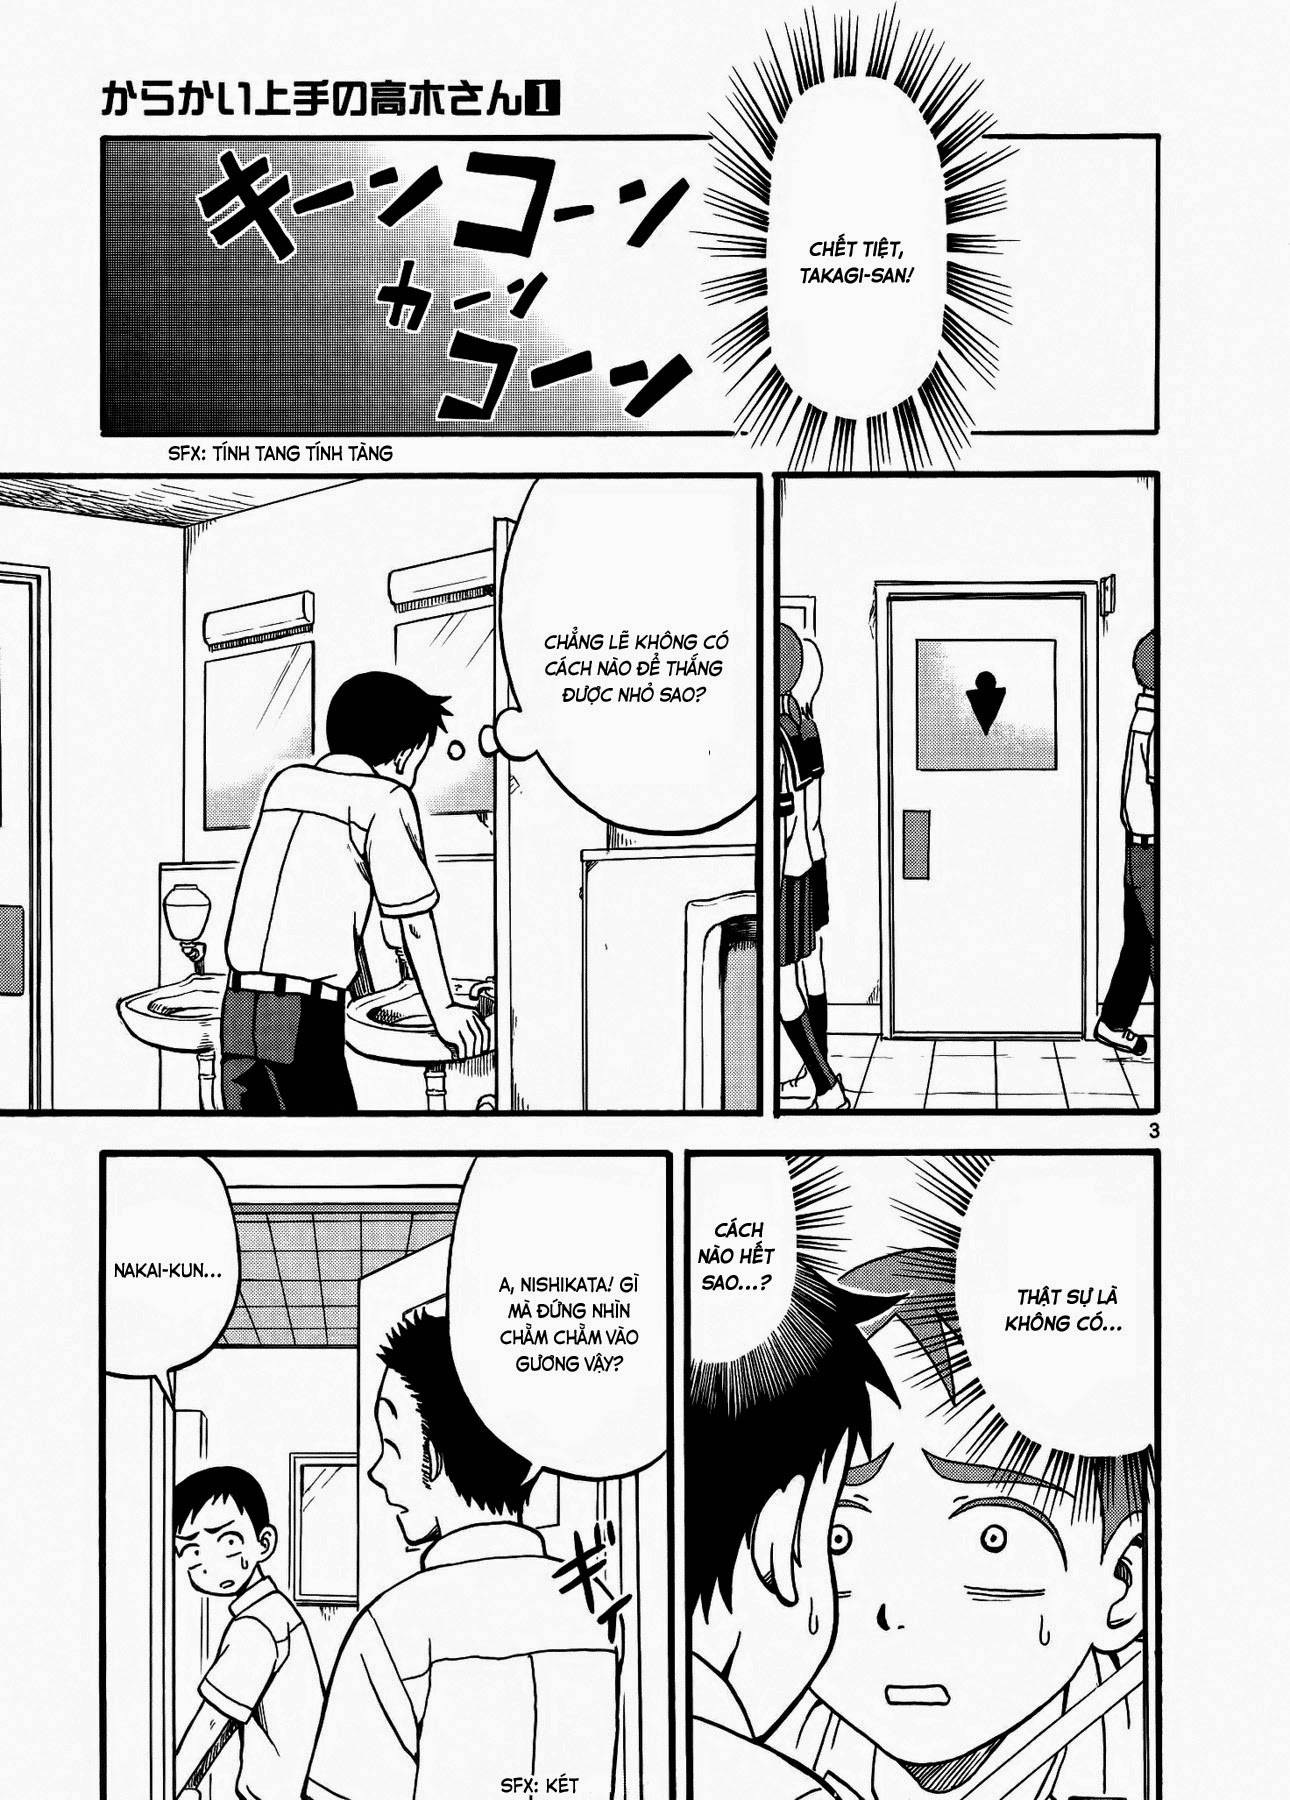 からかい上手の高木さん1
CHẾT TIỆT,
TAKAGI-SAN!
キーンコーン
カーン
コーン
SFX: TÍNH TANG TÍNH TÀNG
CHẲNG LẼ KHÔNG CÓ
CÁCH NÀO ĐỂ THẮNG
ĐƯỢC NHỎ SAO?
3
THẬT SỰ LÀ
KHÔNG CÓ...
CÁCH
NÀO HẾT
SAO...?
A, NISHIKATA! GÌ
MÀ ĐỨNG NHÌN
CHẰM CHẰM VÀO
GƯƠNG VẬY?
NAKAI-KUN...
ギィ
SFX: KÉT